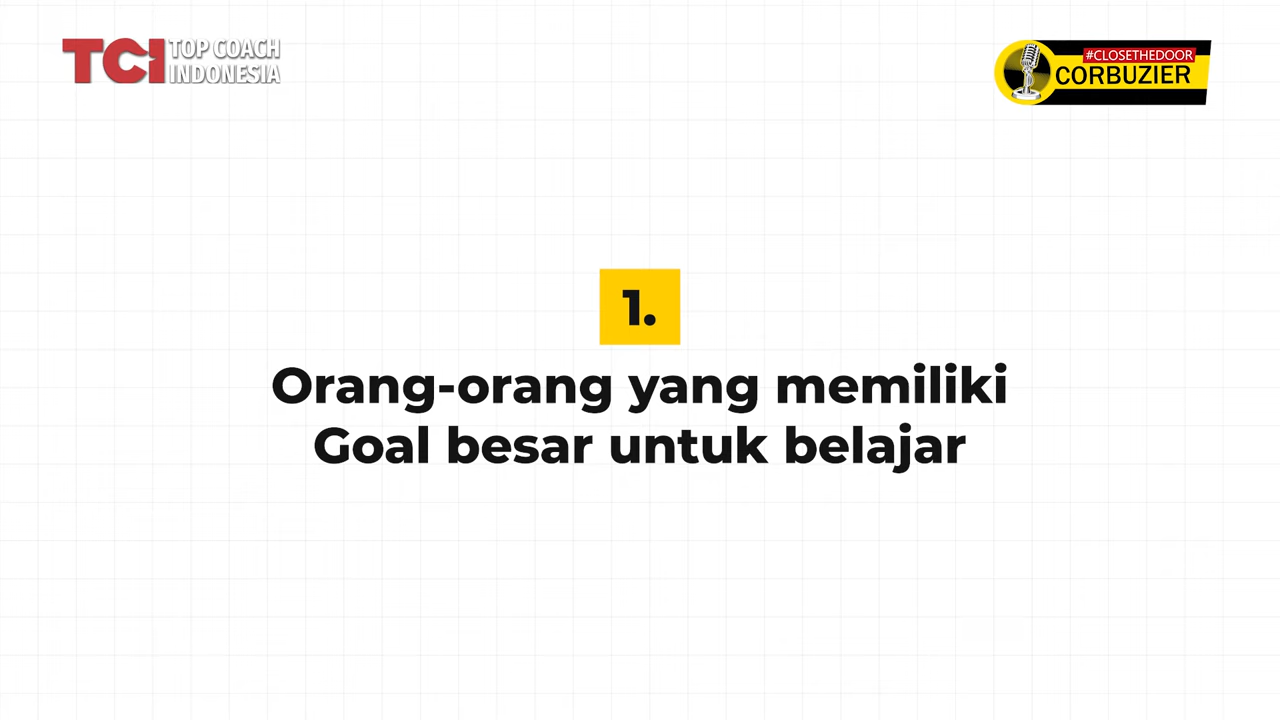 TCI TOP COACH
INDONESIA
#CLOSETHEDOOR
CORBUZIER
1.
Orang-orang yang memiliki
Goal besar untuk belajar